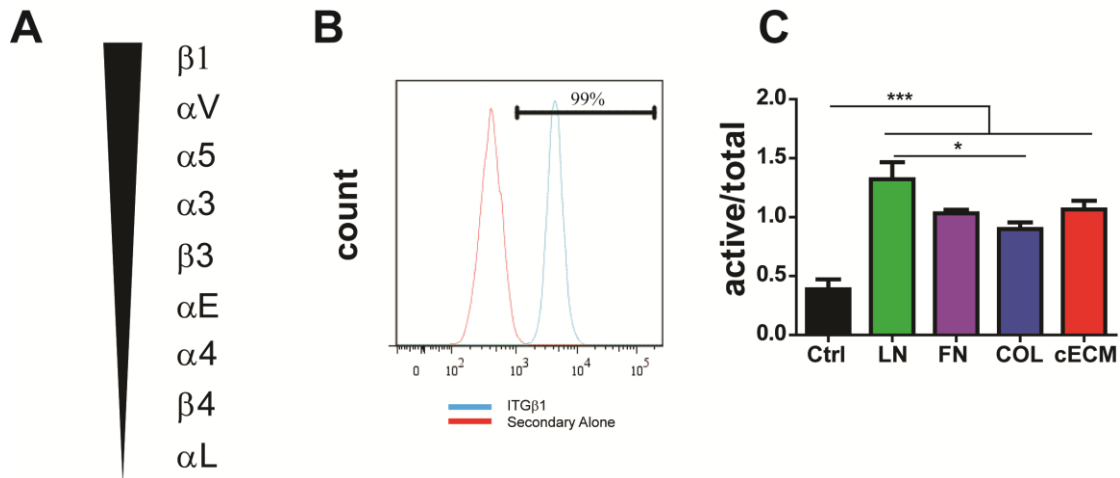 A
β1
αV
α5
α3
β3
αE
α4
β4
αL
B
99%
count
0 10² 10³ 10⁴ 10⁵
ITGβ1
Secondary Alone
C
***
*
active/total
2.0
1.5
1.0
0.5
0.0
Ctrl LN FN COL cECM